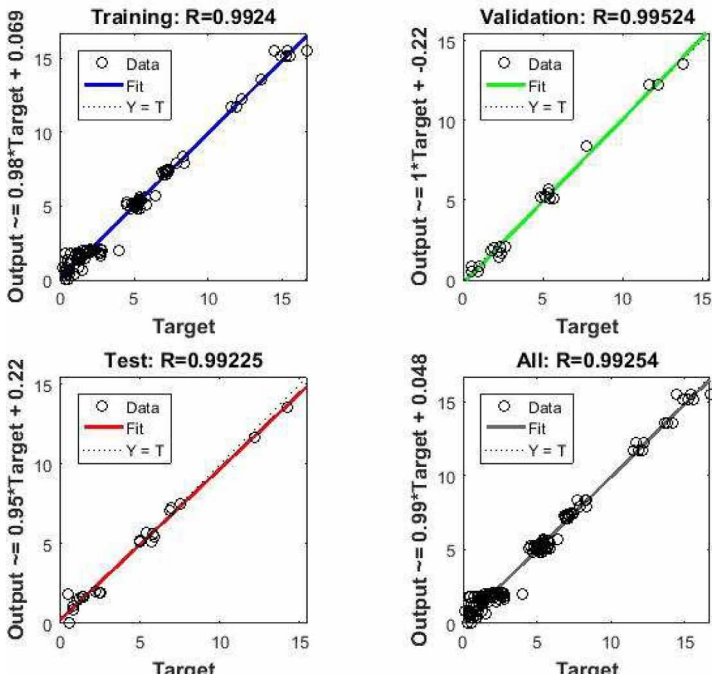 Training: R=0.9924
Output ~= 0.98*Target + 0.069
15
10
5
0
Data
Fit
Y = T
0 5 10 15
Target
Validation: R=0.99524
Output ~= 1*Target + -0.22
15
10
5
0
Data
Fit
Y = T
0 5 10 15
Target
Test: R=0.99225
Output ~= 0.95*Target + 0.22
15
10
5
0
Data
Fit
Y = T
0 5 10 15
Target
All: R=0.99254
Output ~= 0.99*Target + 0.048
15
10
5
0
Data
Fit
Y = T
0 5 10 15
Target